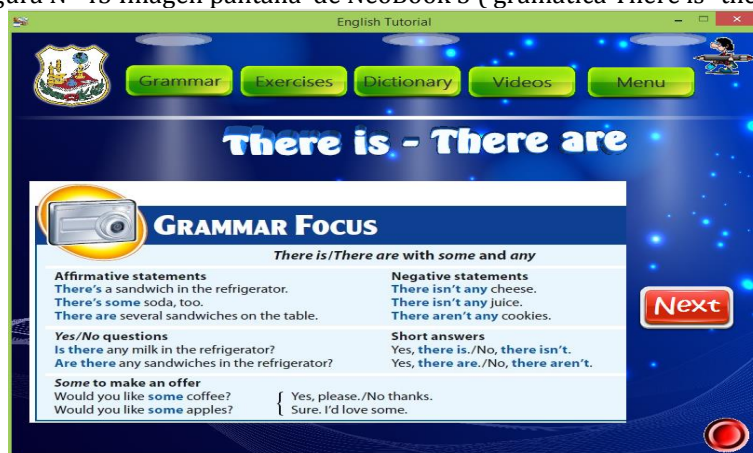 gura N° 43 Imagen pantalla de NeoBook 5 ( gramática There is- the
English Tutorial
Grammar Exercises Dictionary Videos Menu
There is - There are
GRAMMAR FOCUS
There is/There are with some and any
Affirmative statements
There's a sandwich in the refrigerator.
There's some soda, too.
There are several sandwiches on the table.
Negative statements
There isn't any cheese.
There isn't any juice.
There aren't any cookies.
Yes/No questions
Is there any milk in the refrigerator?
Are there any sandwiches in the refrigerator?
Short answers
Yes, there is./No, there isn't.
Yes, there are./No, there aren't.
Some to make an offer
Would you like some coffee?
Would you like some apples?
Yes, please./No thanks.
Sure. I'd love some.
Next